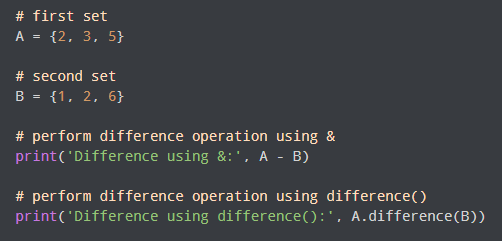 # first set
A = {2, 3, 5}
# second set
B = {1, 2, 6}
# perform difference operation using &
print('Difference using &:', A - B)
# perform difference operation using difference()
print('Difference using difference():', A.difference(B))